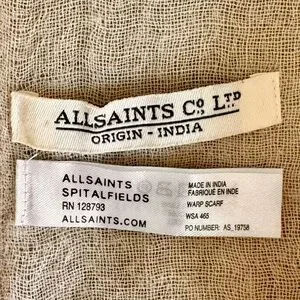 ALLSAINTS Co. LTD
ORIGIN - INDIA
ALLSAINTS
SPITALFIELDS
RN 128793
ALLSAINTS.COM
MADE IN INDIA
FABRIQUÉ EN INDE
WARP SCARF
WSA 465
PO NUMBER: AS_19758